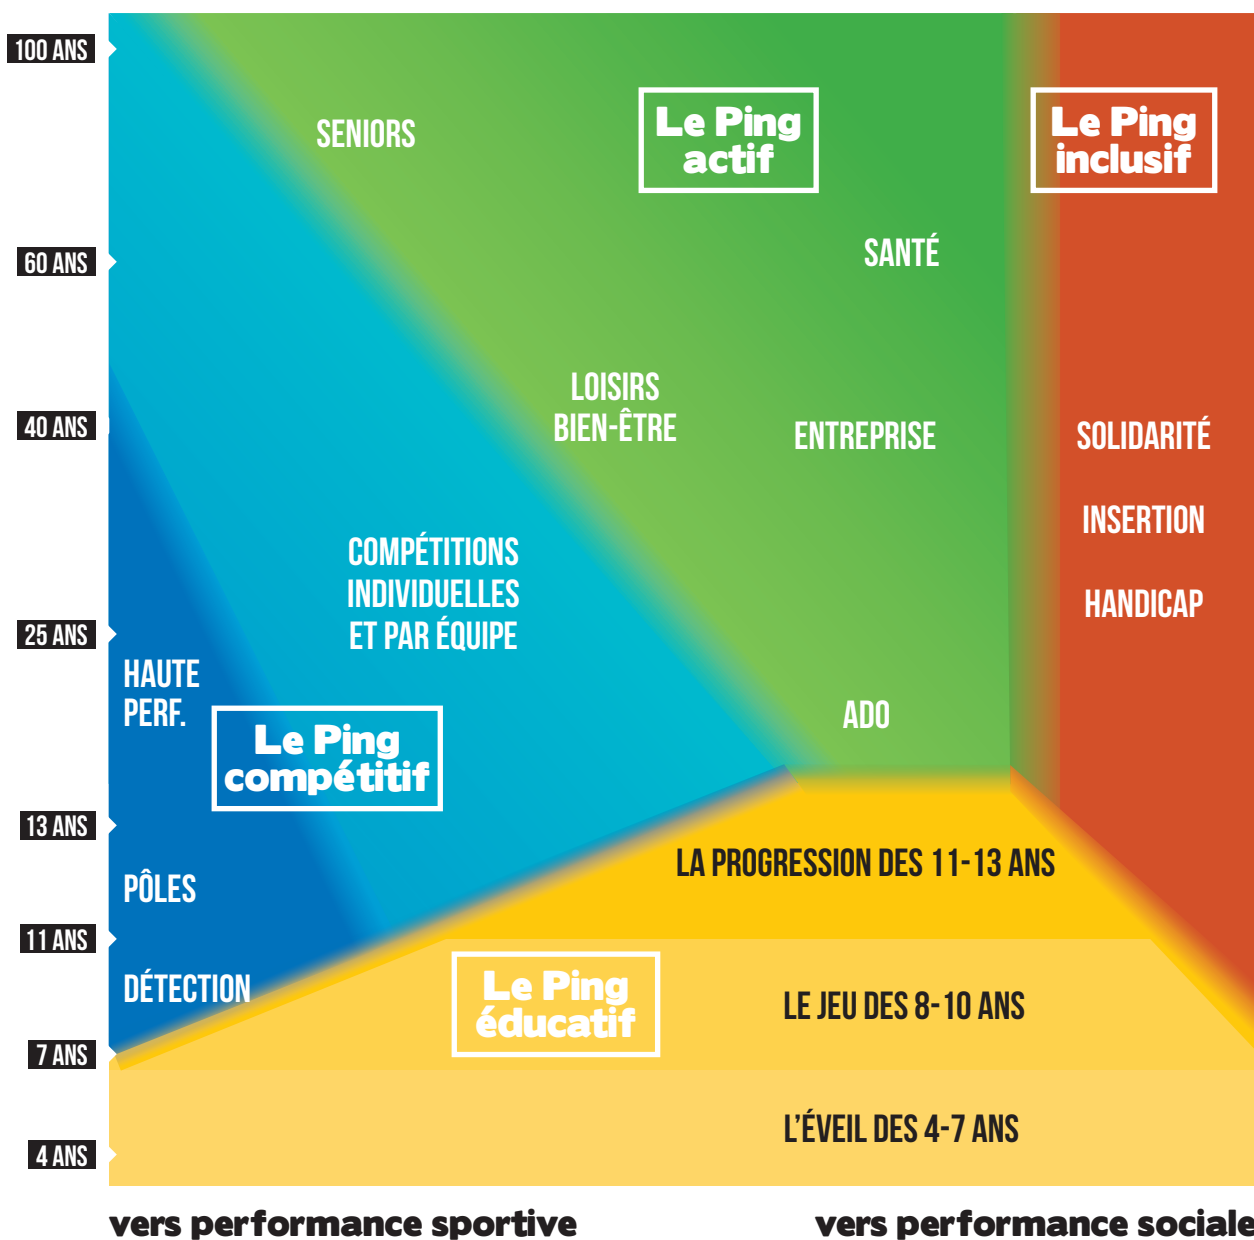 100 ANS
60 ANS
40 ANS
25 ANS
13 ANS
11 ANS
7 ANS
4 ANS
SENIORS
Le Ping
actif
SANTÉ
LOISIRS
BIEN-ÊTRE
ENTREPRISE
ADO
Le Ping
inclusif
SOLIDARITÉ
INSERTION
HANDICAP
COMPÉTITIONS
INDIVIDUELLES
ET PAR ÉQUIPE
HAUTE
PERF.
Le Ping
compétitif
PÔLES
DÉTECTION
LA PROGRESSION DES 11-13 ANS
Le Ping
éducatif
LE JEU DES 8-10 ANS
L'ÉVEIL DES 4-7 ANS
vers performance sportive
vers performance sociale